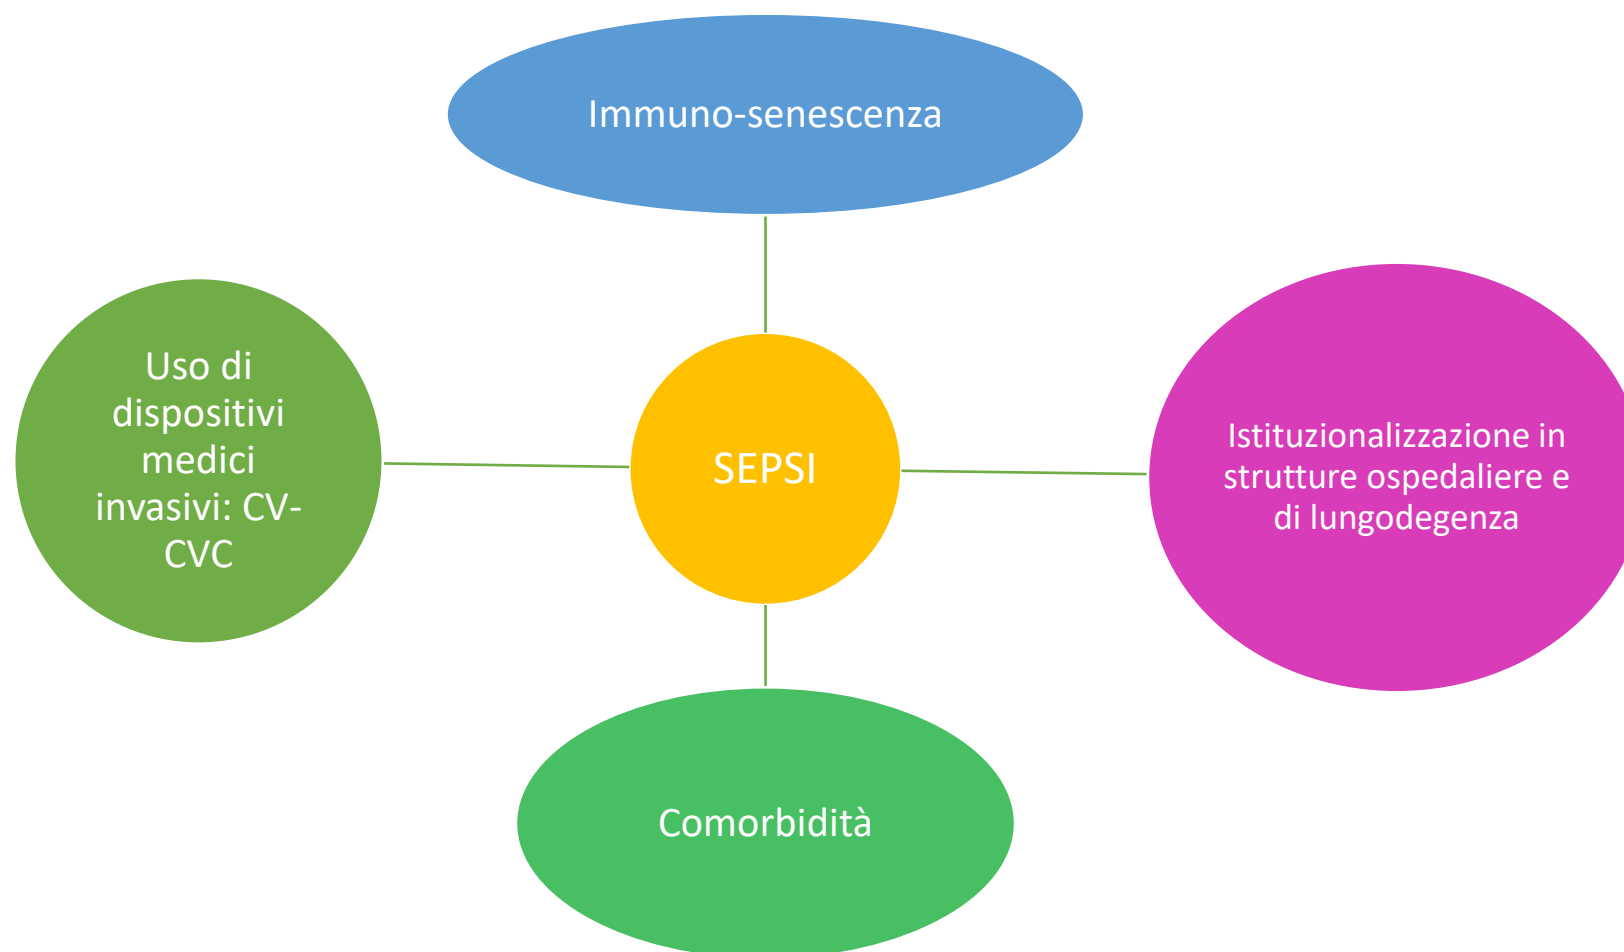 Immuno-senescenza
Uso di
dispositivi
medici
invasivi: CV-
CVC
SEPSI
Istituzionalizzazione in
strutture ospedaliere e
di lungodegenza
Comorbidità